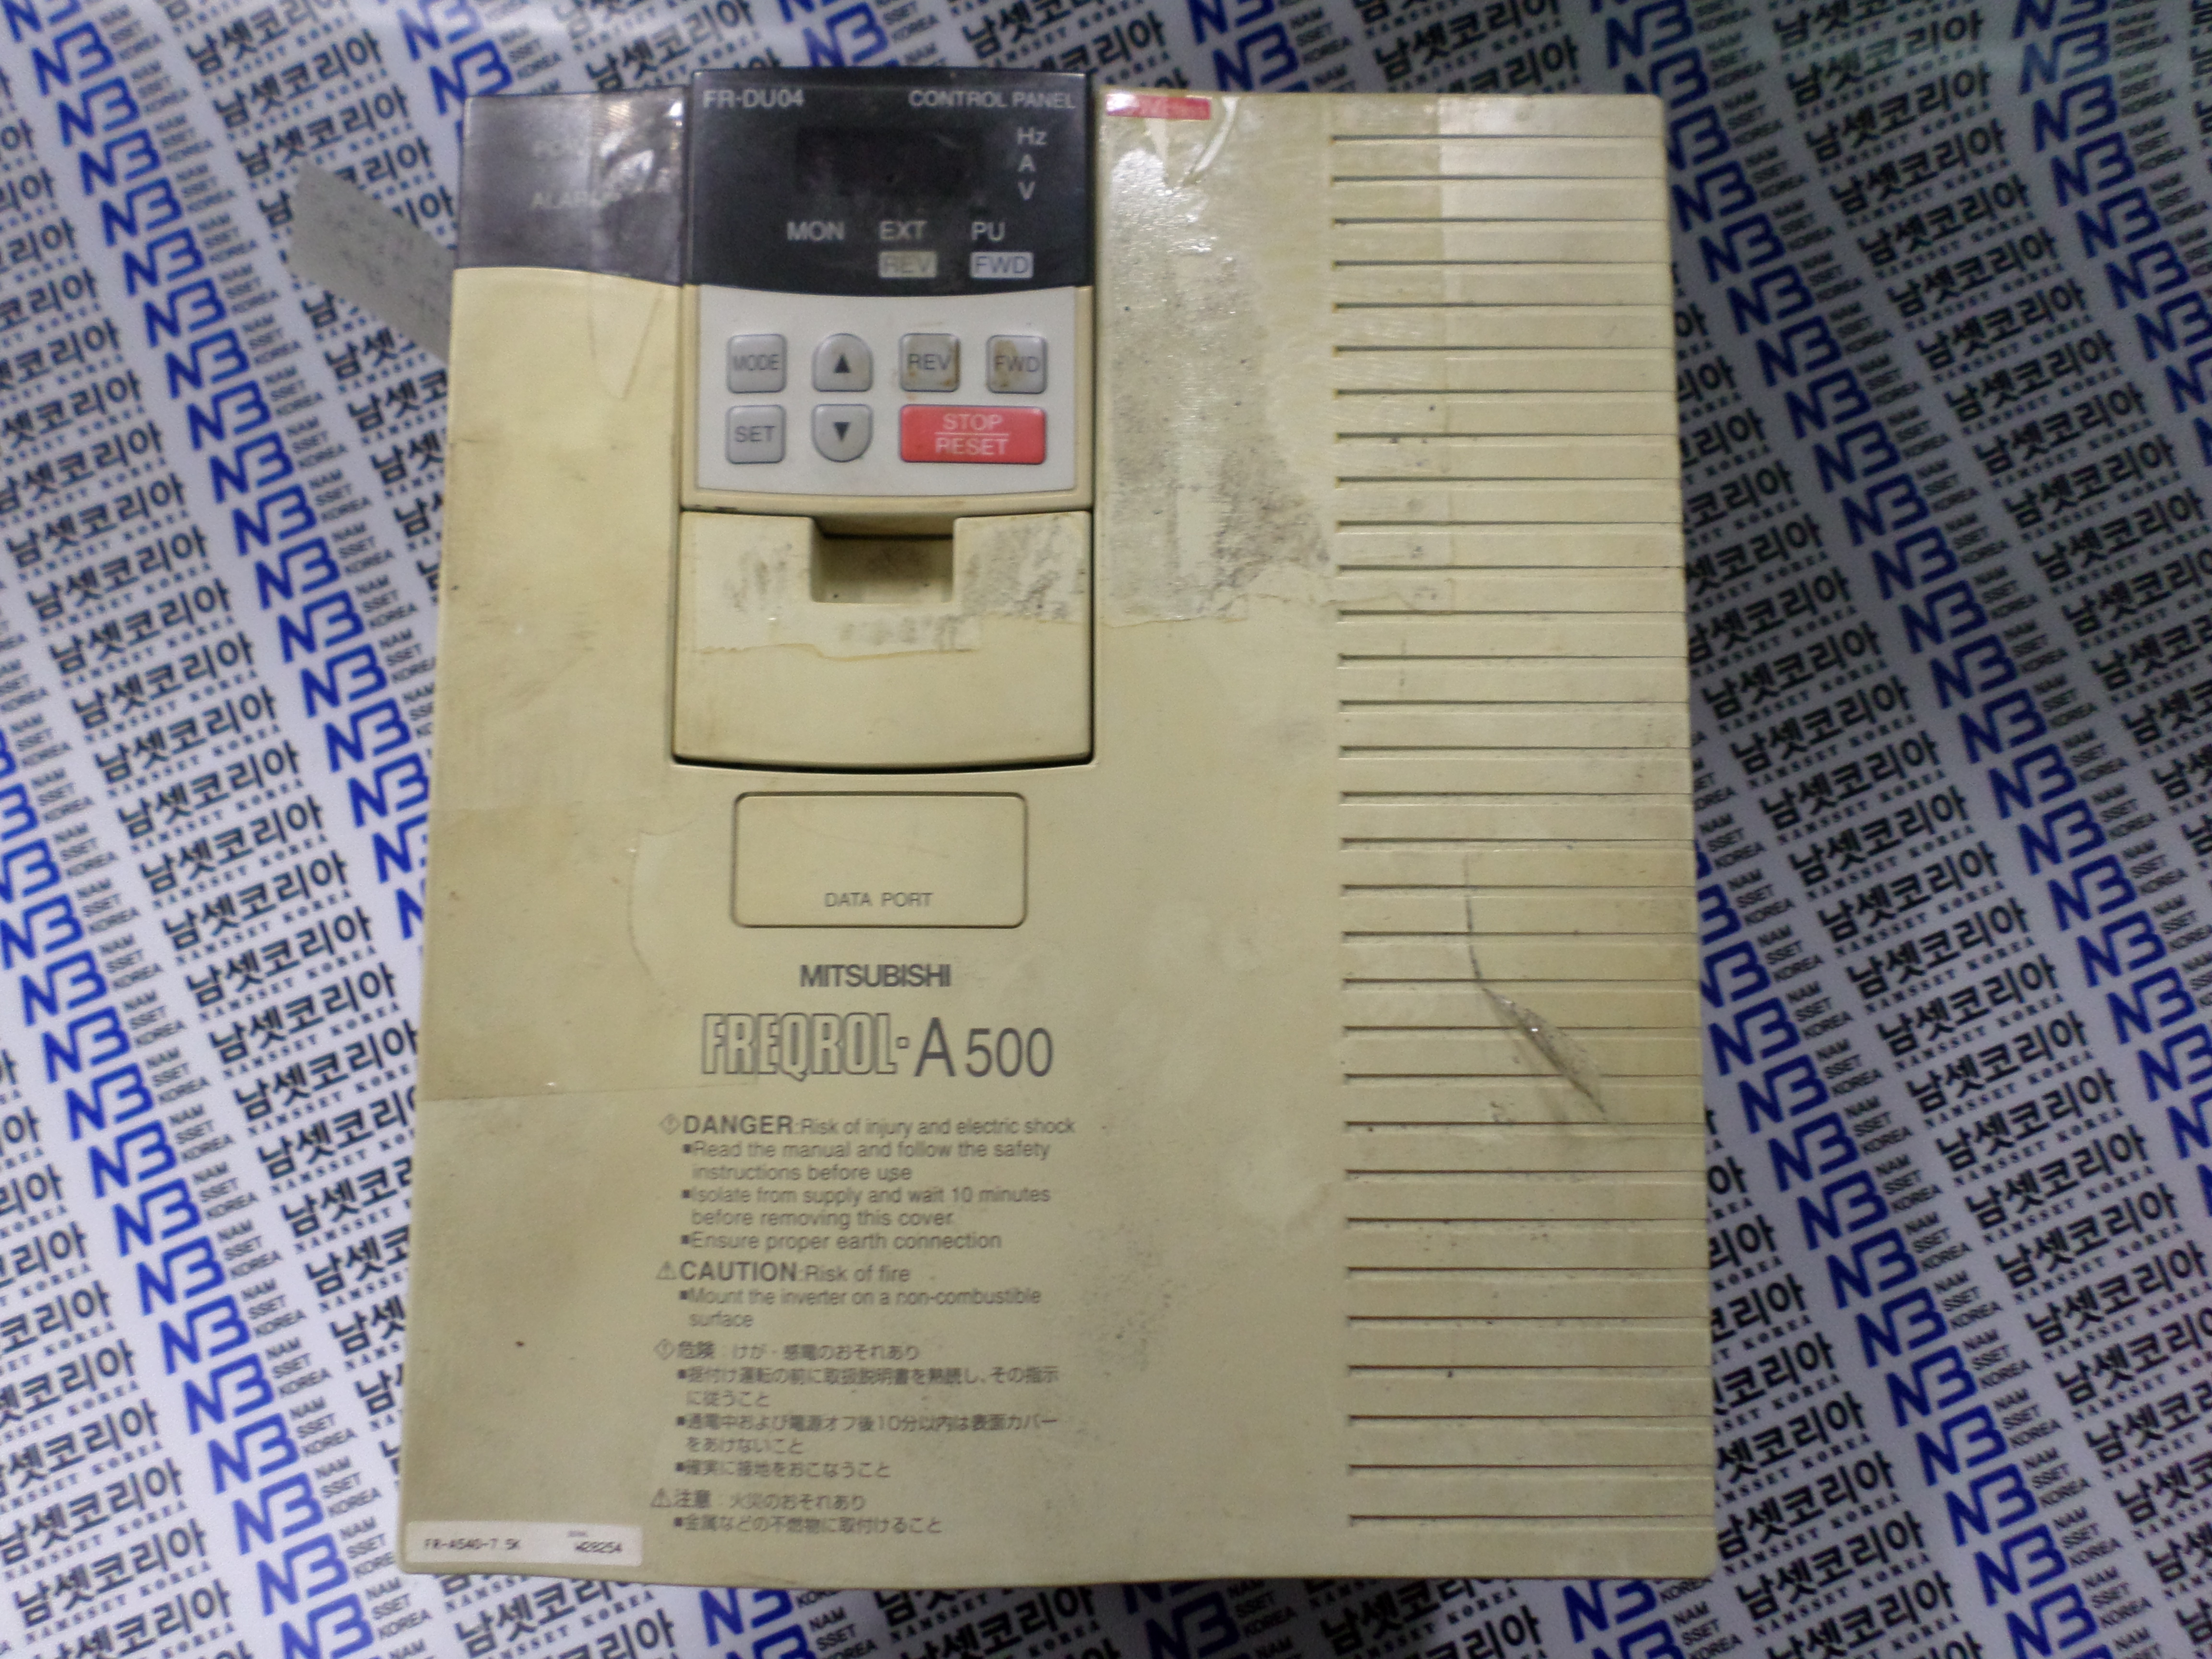 FR-DU04 CONTROL PANEL
Hz
A
V
ALARM
MON EXT PU
REV FWD
MODE ▲ REV FWD
SET ▼ STOP
RESET
DATA PORT
MITSUBISHI
FREQROL-A500
DANGER:Risk of injury and electric shock
■Read the manual and follow the safety
instructions before use
■Isolate from supply and wait 10 minutes
before removing this cover
■Ensure proper earth connection
CAUTION:Risk of fire
■Mount the inverter on a non-combustible
surface
危険:けが・感電のおそれあり
■据付け運転の前に取扱説明書を熟読し、その指示
に従うこと
■通電中および電源オフ後10分以内は表面カバー
をあけないこと
■確実に接地をおこなうこと
注意:火災のおそれあり
■金属などの不燃物に取付けること
FR-A540-7.5K W28254
남셋코리아
NAMSSET KOREA
NAM
SSET
KOREA